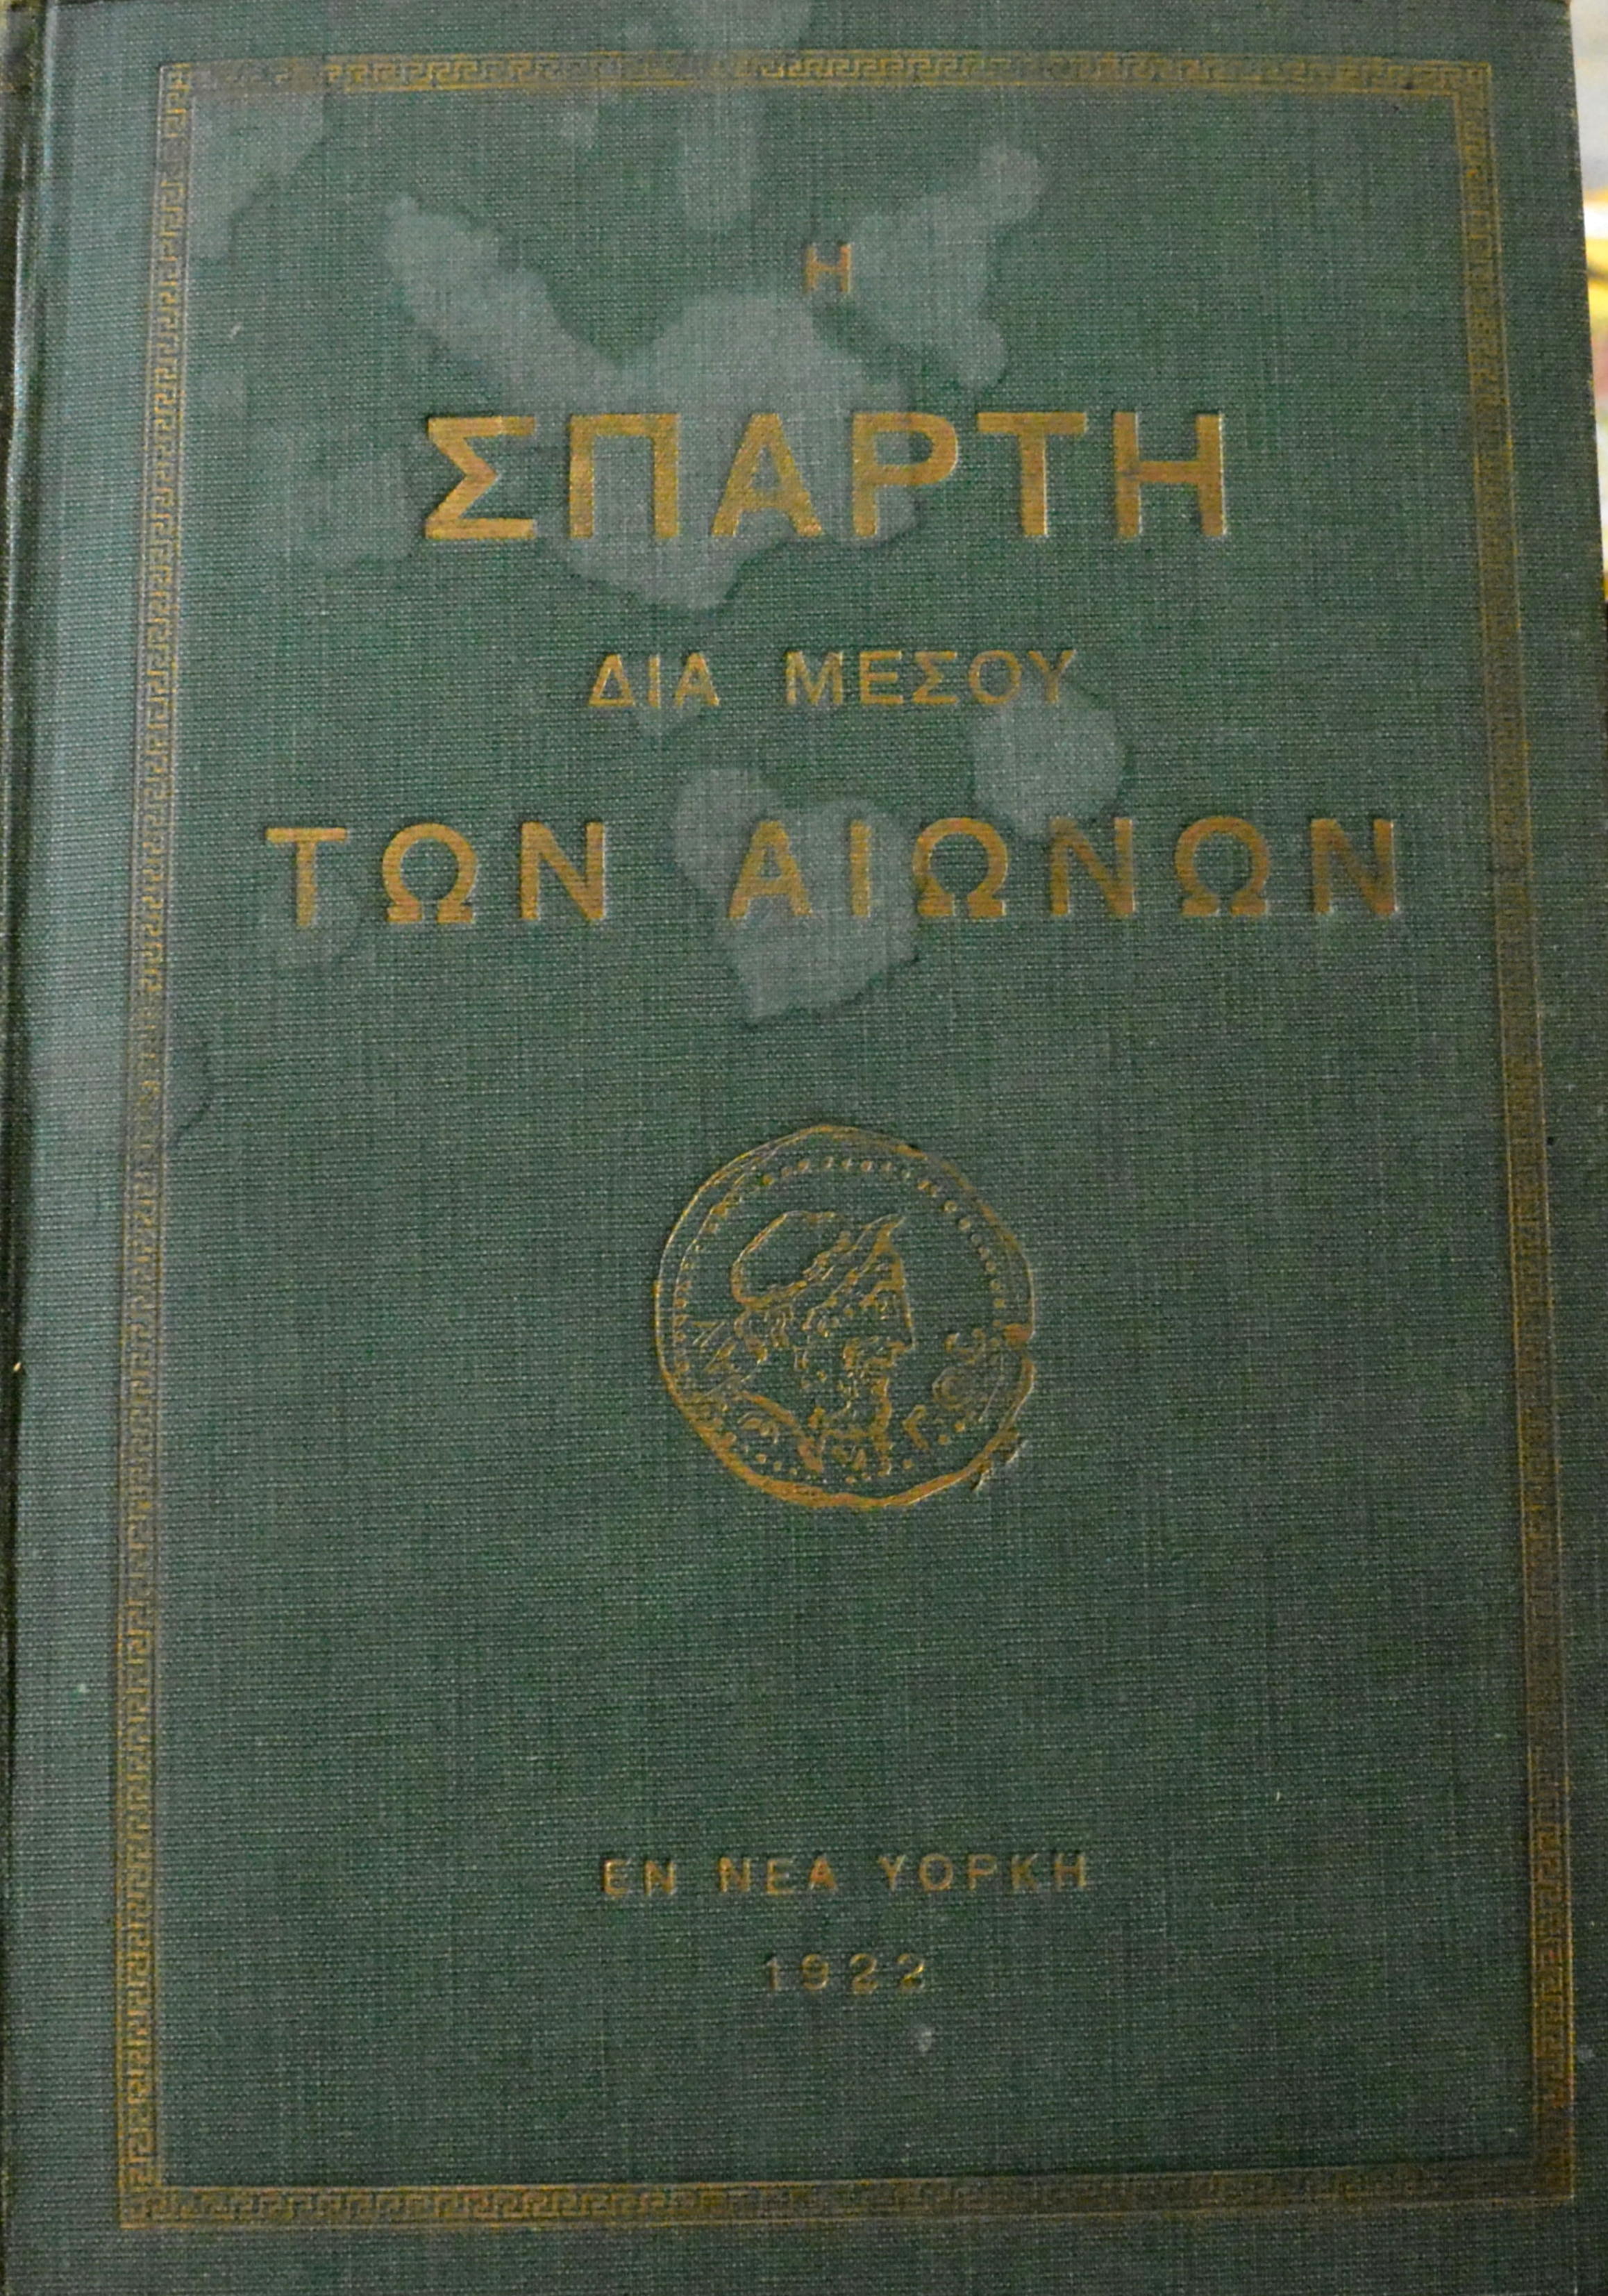 Η
ΣΠΑΡΤΗ
ΔΙΑ ΜΕΣΟΥ
ΤΩΝ ΑΙΩΝΩΝ
ΕΝ ΝΕΑ ΥΟΡΚΗ
1922